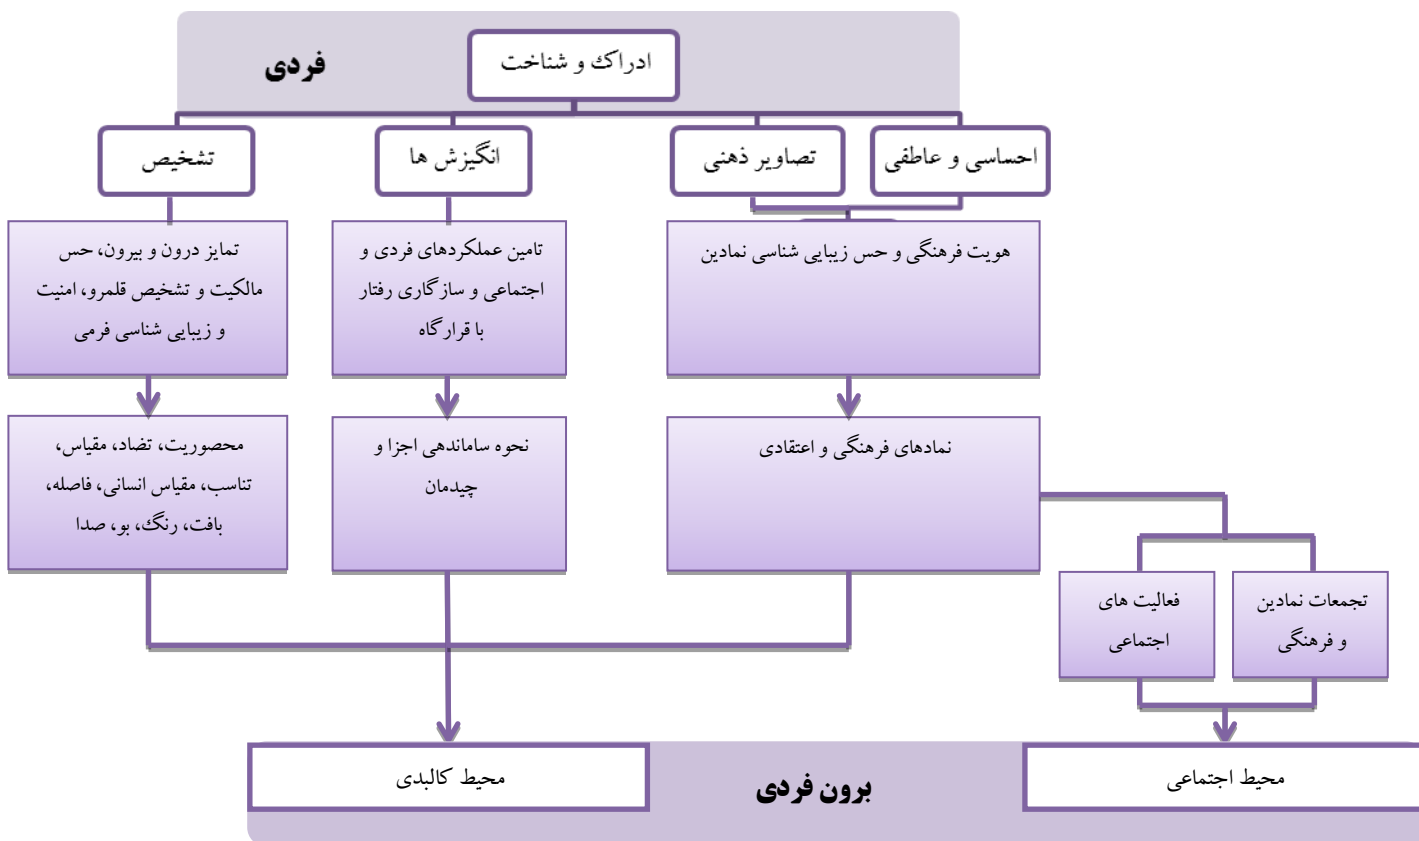 ادراک و شناخت
فردی
احساسی و عاطفی
تصاویر ذهنی
انگیزش ها
تشخیص
هویت فرهنگی و حس زیبایی شناسی نمادین
تامین عملکردهای فردی و
اجتماعی و سازگاری رفتار
با قرارگاه
تمایز درون و بیرون، حس
مالکیت و تشخیص قلمرو، امنیت
و زیبایی شناسی فرمی
نمادهای فرهنگی و اعتقادی
نحوه ساماندهی اجزا و
چیدمان
محصوریت، تضاد، مقیاس،
تناسب، مقیاس انسانی، فاصله،
بافت، رنگ، بو، صدا
تجمعات نمادین
و فرهنگی
فعالیت های
اجتماعی
محیط اجتماعی
برون فردی
محیط کالبدی